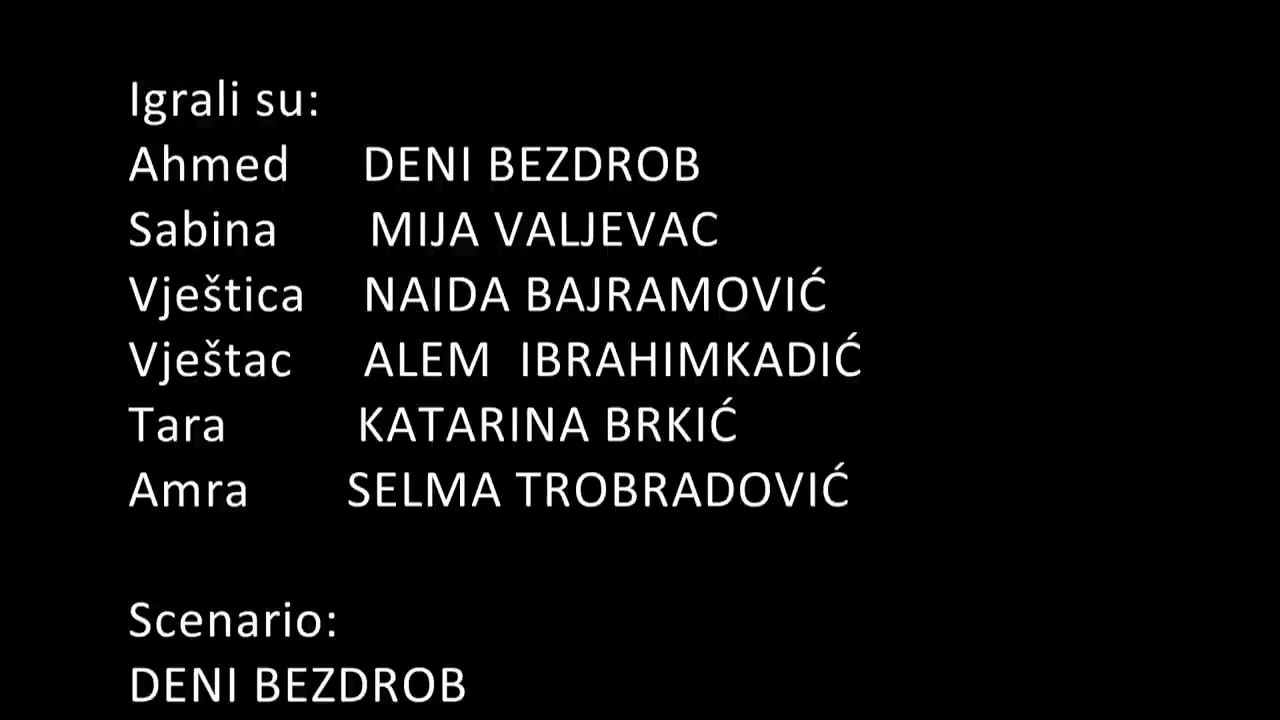 Igrali su:
Ahmed DENI BEZDROB
Sabina MIJA VALJEVAC
Vještica NAIDA BAJRAMOVIĆ
Vještac ALEM IBRAHIMKADIĆ
Tara KATARINA BRKIĆ
Amra SELMA TROBRADOVIĆ
Scenario:
DENI BEZDROB